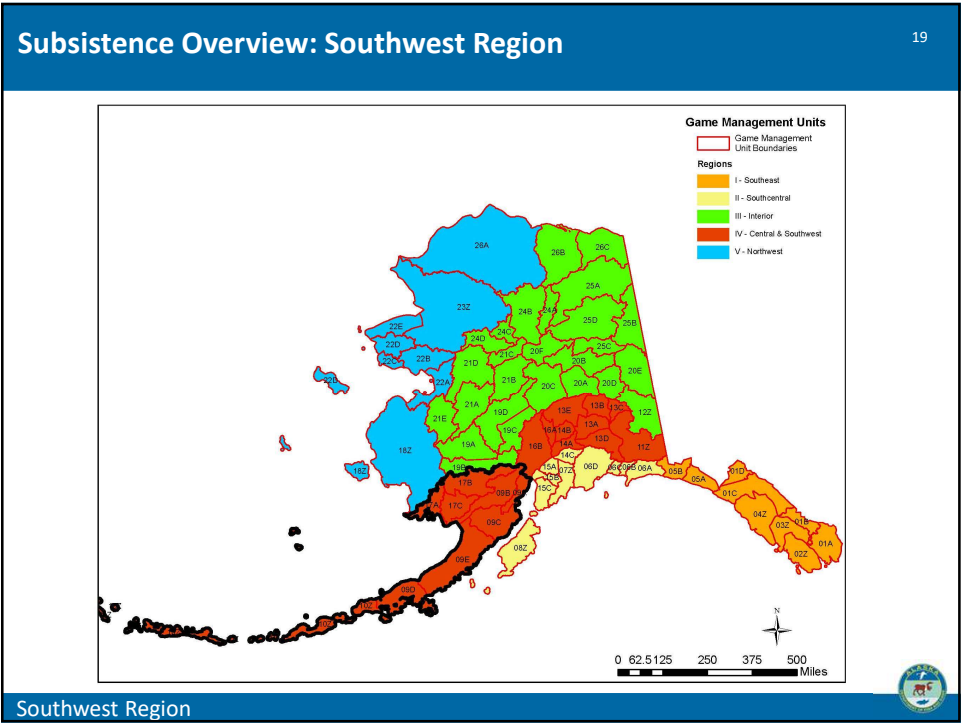 Subsistence Overview: Southwest Region
19
Game Management Units
Game Management
Unit Boundaries
Regions
I - Southeast
II - Southcentral
III - Interior
IV - Central & Southwest
V - Northwest
26A
26B
26C
25A
23Z
24B
24A
25D
25B
22E
24C
24D
22D
25C
22C
22B
21C
20F
20B
21D
20E
22A
21B
20C
20A
20D
21A
12Z
21E
19D
13E
13B
13C
19C
16A
14B
13A
18Z
19A
16B
14A
13D
11Z
14C
18Z
19B
15A
07Z
06D
06C
06B
06A
05B
01D
17B
15B
05A
09B
15C
01C
17C
04Z
09C
03Z
01B
08Z
01A
02Z
09E
09D
10Z
N
0 62.5 125 250 375 500
Miles
Southwest Region